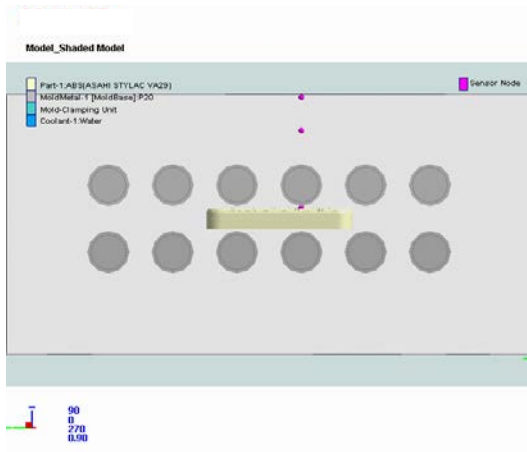 Model_Shaded Model
Part-1:ABS(ASAHI STYLAC VA29)
MoldMetal-1 [MoldBase]:P20
Mold-Clamping Unit
Coolant-1:Water
Sensor Node
90
0
270
0.90